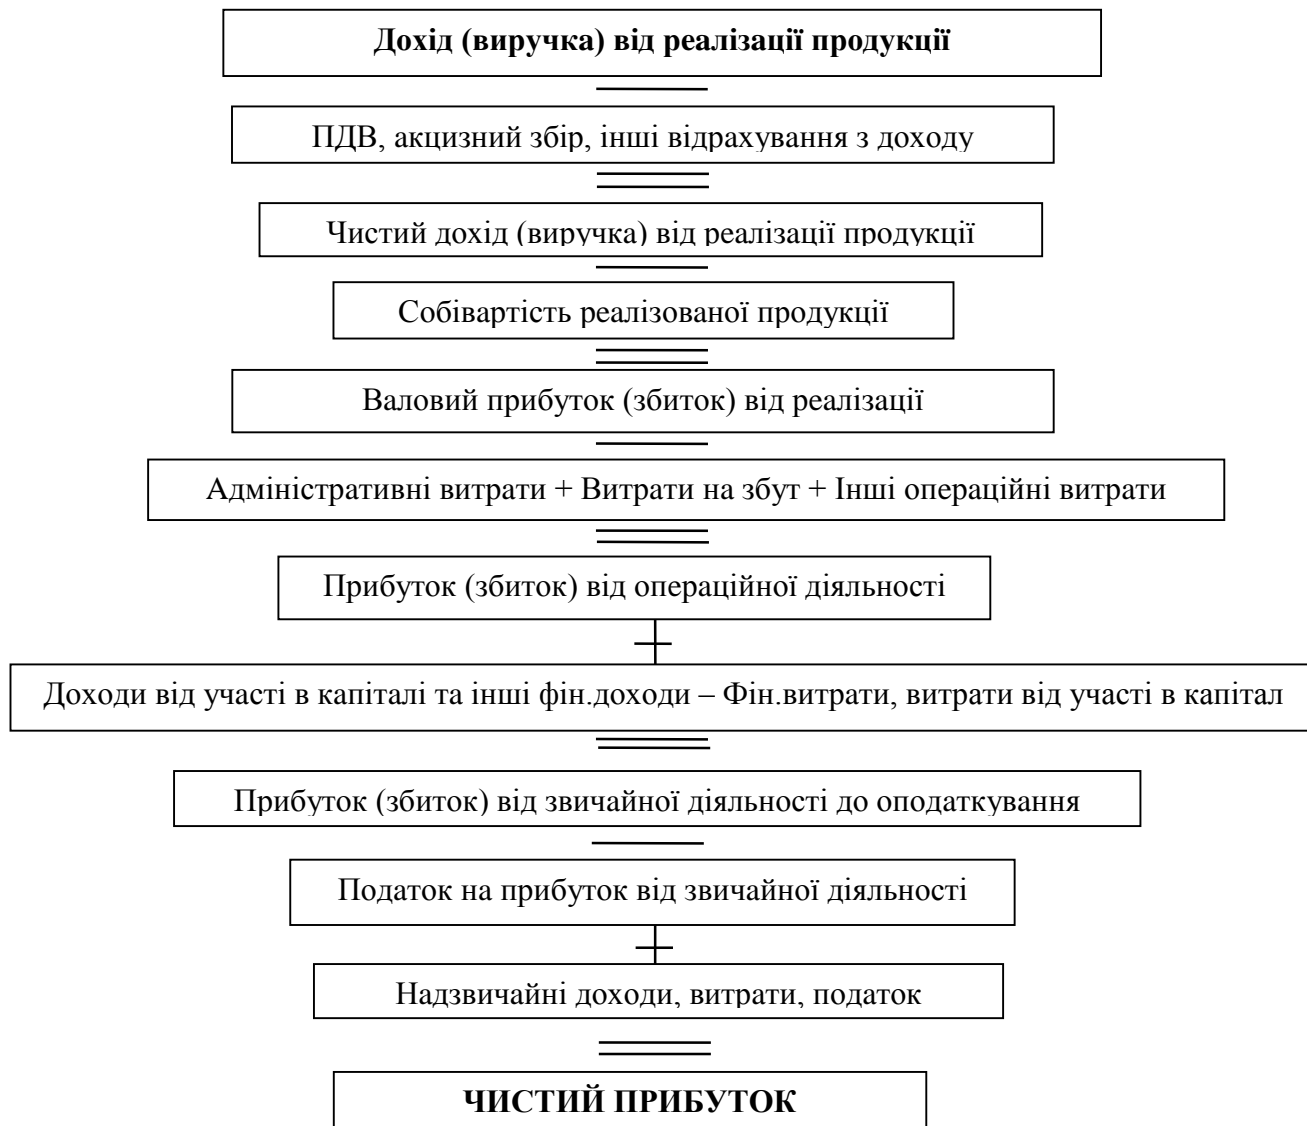 Дохід (виручка) від реалізації продукції
ПДВ, акцизний збір, інші відрахування з доходу
Чистий дохід (виручка) від реалізації продукції
Собівартість реалізованої продукції
Валовий прибуток (збиток) від реалізації
Адміністративні витрати + Витрати на збут + Інші операційні витрати
Прибуток (збиток) від операційної діяльності
Доходи від участі в капіталі та інші фін.доходи – Фін.витрати, витрати від участі в капітал
Прибуток (збиток) від звичайної діяльності до оподаткування
Податок на прибуток від звичайної діяльності
Надзвичайні доходи, витрати, податок
ЧИСТИЙ ПРИБУТОК